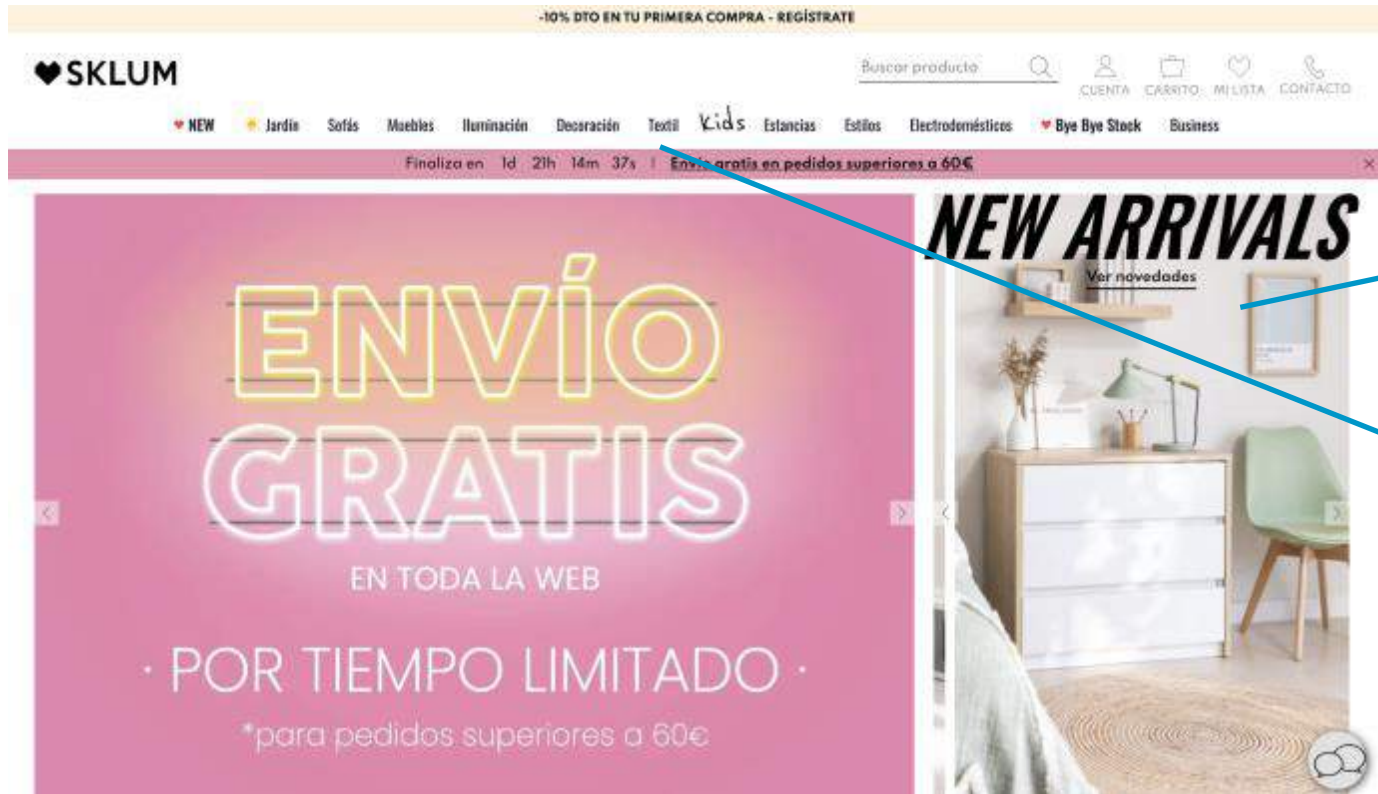 -10% DTO EN TU PRIMERA COMPRA - REGÍSTRATE
SKLUM
Buscar producto
CUENTA CARRITO MI LISTA CONTACTO
NEW Jardín Sofás Muebles Iluminación Decoración Textil Kids Estancias Estilos Electrodomésticos Bye Bye Stock Business
Finaliza en 1d 21h 14m 37s | Envío gratis en pedidos superiores a 60€
NEW ARRIVALS
Ver novedades
ENVÍO
GRATIS
EN TODA LA WEB
· POR TIEMPO LIMITADO ·
*para pedidos superiores a 60€